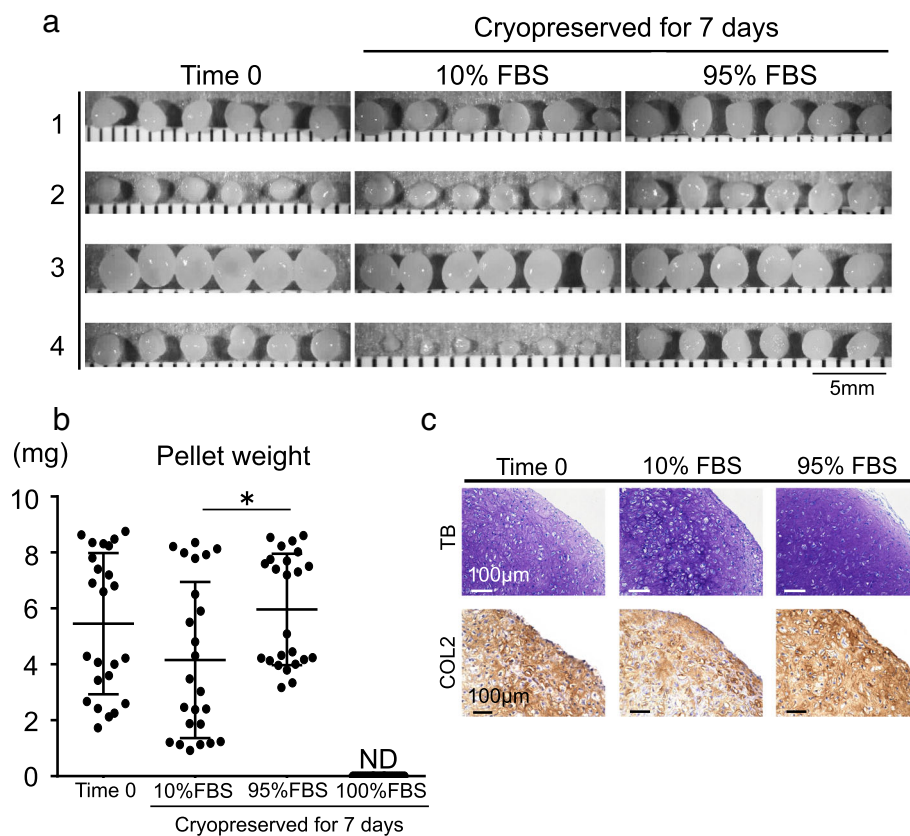 a
Cryopreserved for 7 days
Time 0
10% FBS
95% FBS
1
2
3
4
5mm
b
(mg)
Pellet weight
*
10
8
6
4
2
0
ND
Time 0
10%FBS
95%FBS
100%FBS
Cryopreserved for 7 days
c
Time 0
10% FBS
95% FBS
TB
100μm
COL2
100μm